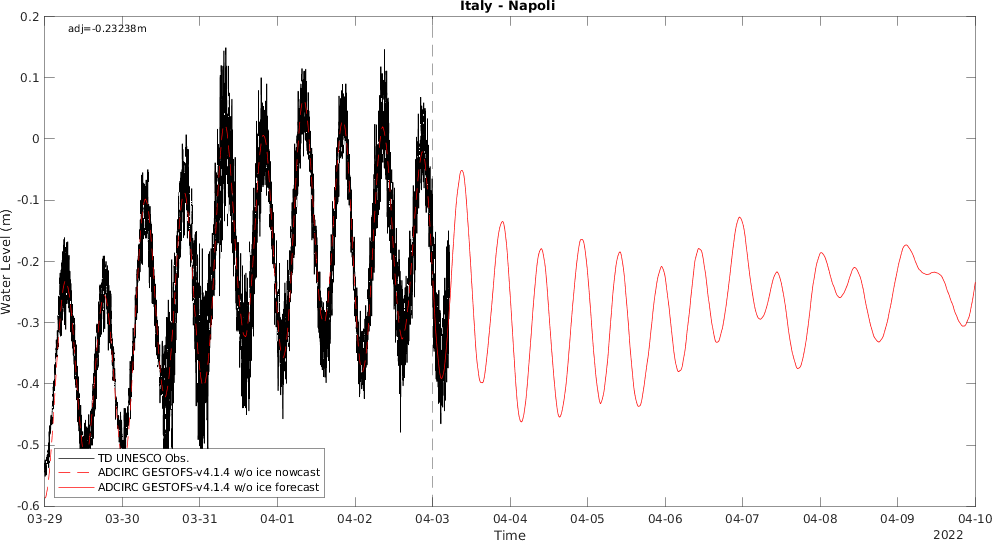 Italy - Napoli
adj=-0.23238m
0.2
0.1
0
-0.1
-0.2
-0.3
-0.4
-0.5
-0.6
Water Level (m)
TD UNESCO Obs.
ADCIRC GESTOFS-v4.1.4 w/o ice nowcast
ADCIRC GESTOFS-v4.1.4 w/o ice forecast
03-29 03-30 03-31 04-01 04-02 04-03 04-04 04-05 04-06 04-07 04-08 04-09 04-10
Time
2022